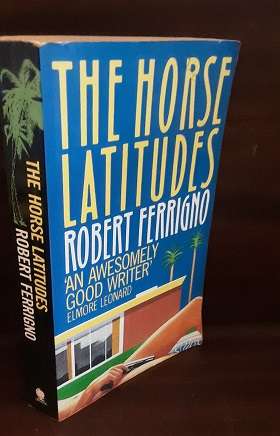 THE HORSE
LATITUDES
ROBERT FERRIGNO
'AN AWESOMELY
GOOD WRITER'
ELMORE LEONARD
THE HORSE LATITUDES
ROBERT FERRIGNO